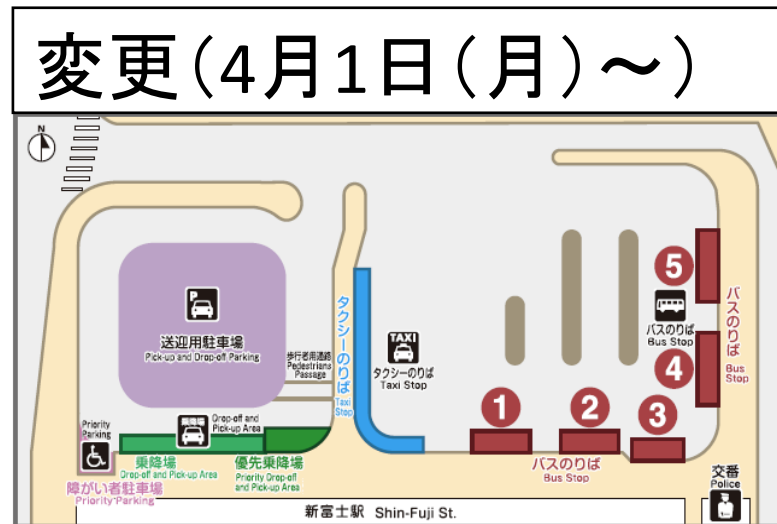 変更(4月1日(月)~)
N
P
送迎用駐車場
Pick-up and Drop-off Parking
歩行者用通路
Pedestrians
Passage
タクシーのりば
Taxi
Stop
TAXI
タクシーのりば
Taxi Stop
5
バスのりば
Bus Stop
4
バスのりば
Bus
Stop
1
2
3
バスのりば
Bus Stop
Priority
Parking
障がい者駐車場
Priority Parking
Drop-off and
Pick-up Area
乗降場
Drop-off and Pick-up Area
優先乗降場
Priority Drop-off
and Pick-up Area
交番
Police
新富士駅 Shin-Fuji St.